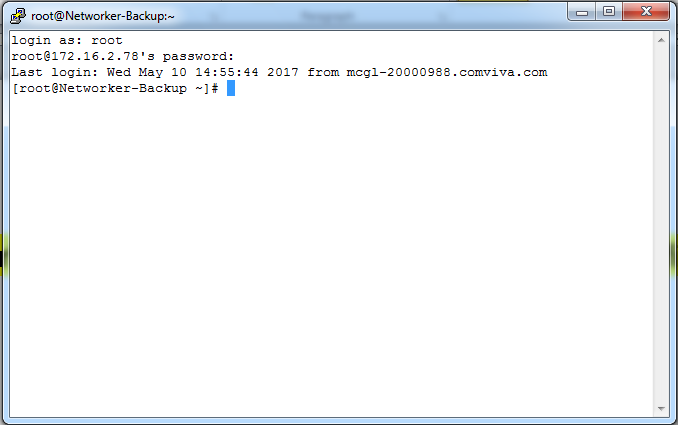 root@Networker-Backup:~
login as: root
root@172.16.2.78's password:
Last login: Wed May 10 14:55:44 2017 from mcgl-20000988.comviva.com
[root@Networker-Backup ~]#